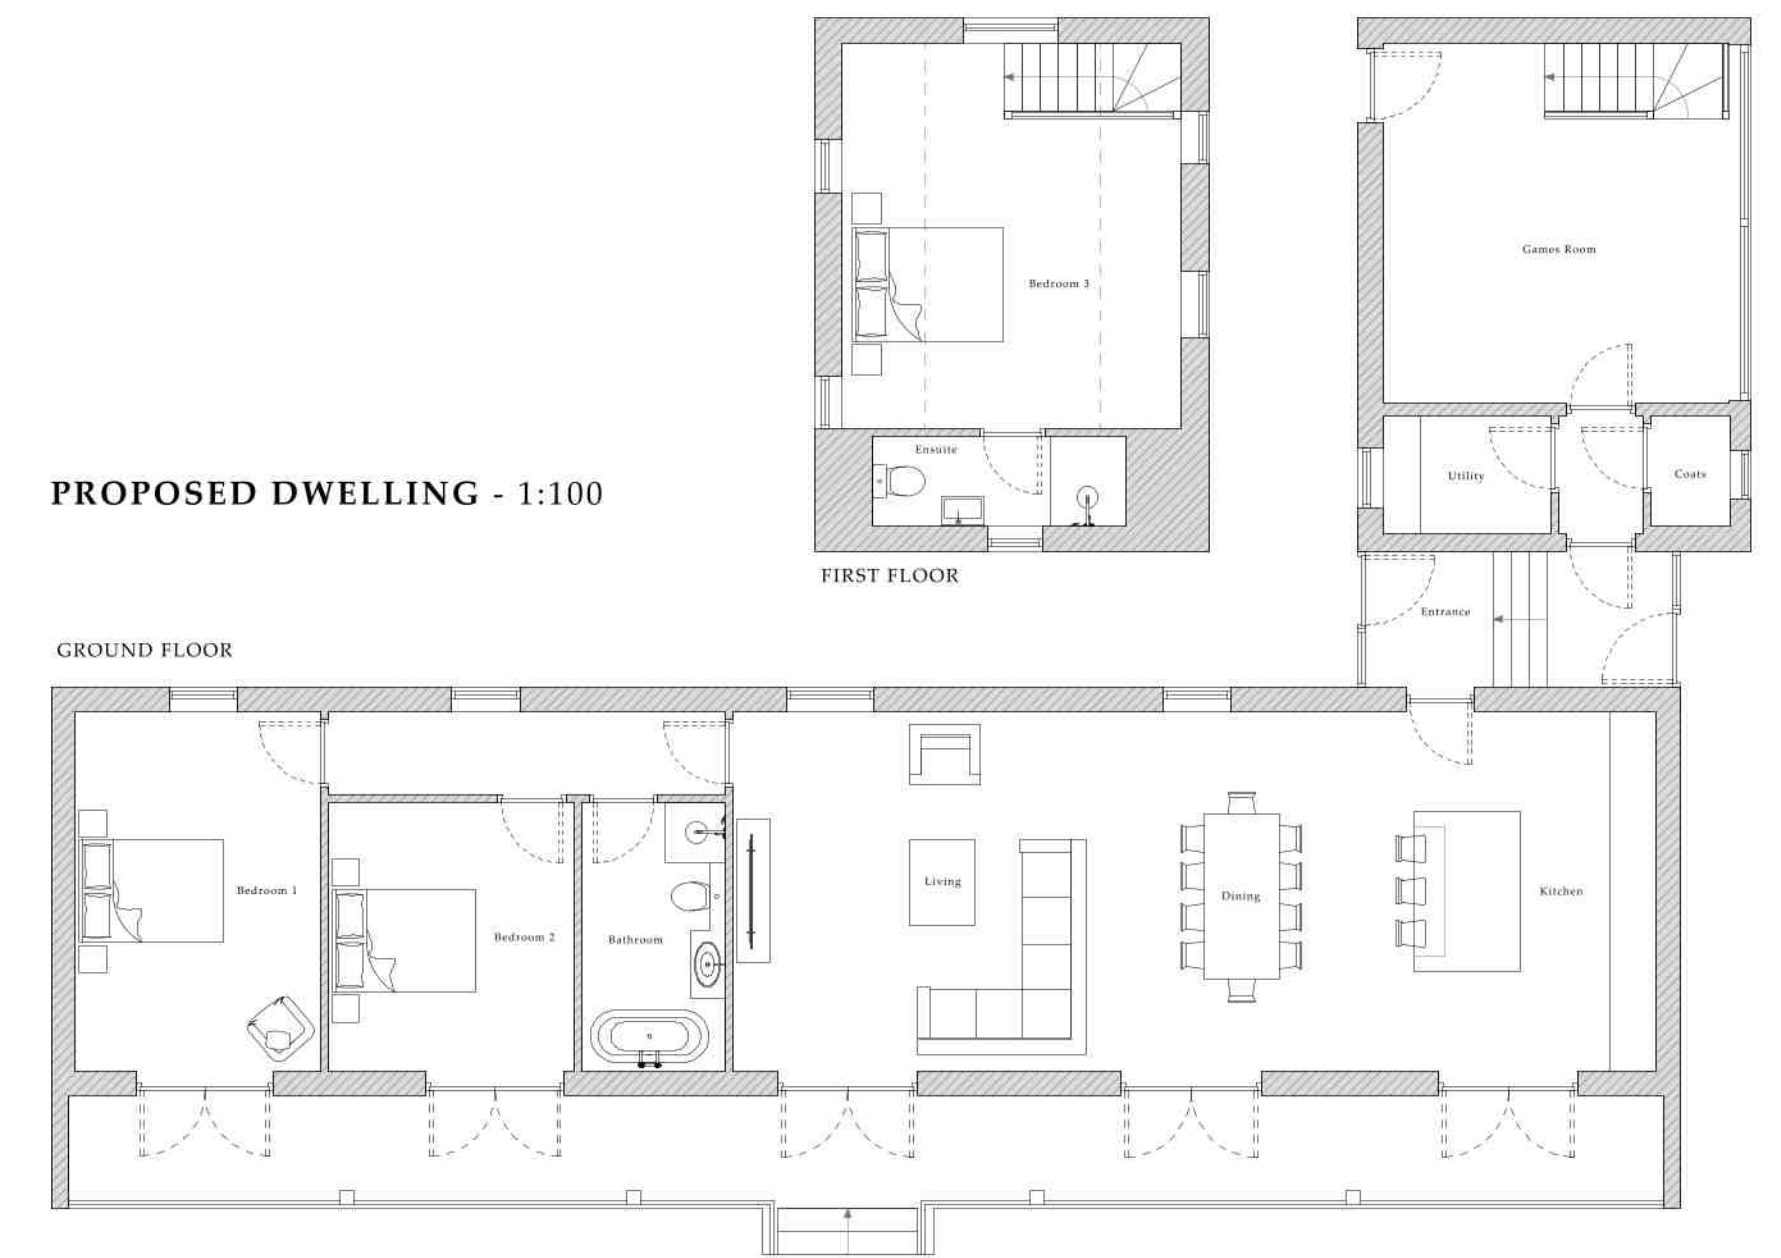 Bedroom 3
Games Room
Ensuite
Utility
Coats
PROPOSED DWELLING - 1:100
FIRST FLOOR
Entrance
GROUND FLOOR
Bedroom 1
Bedroom 2
Bathroom
Living
Dining
Kitchen